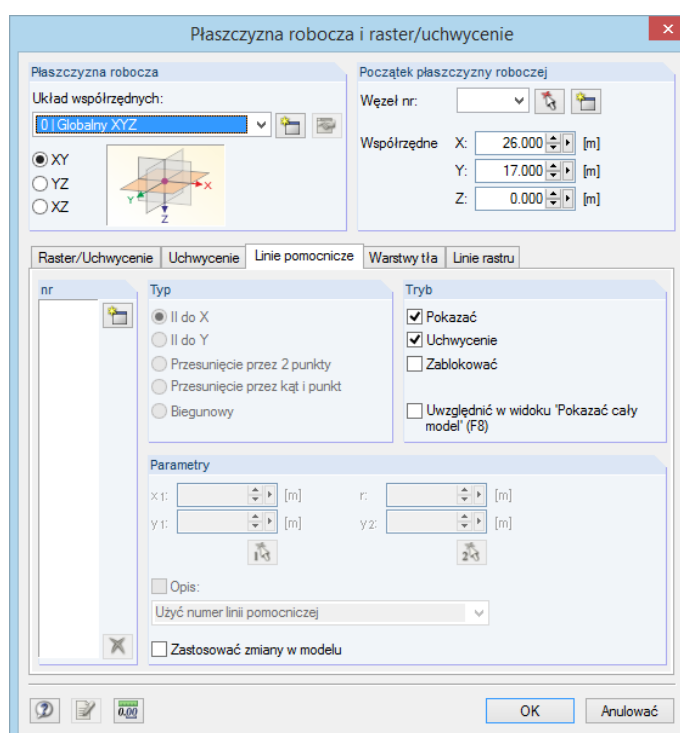 Płaszczyzna robocza i raster/uchwycenie
Płaszczyzna robocza
Układ współrzędnych:
0 | Globalny XYZ
XY
YZ
XZ
X
Y
Z
Początek płaszczyzny roboczej
Węzeł nr:
Współrzędne X: 26.000 [m]
Y: 17.000 [m]
Z: 0.000 [m]
Raster/Uchwycenie Uchwycenie Linie pomocnicze Warstwy tła Linie rastru
nr
Typ
II do X
II do Y
Przesunięcie przez 2 punkty
Przesunięcie przez kąt i punkt
Biegunowy
Tryb
Pokazać
Uchwycenie
Zablokować
Uwzględnić w widoku 'Pokazać cały
model' (F8)
Parametry
x1: [m] r: [m]
y1: [m] y2: [m]
1 2
Opis:
Użyć numer linii pomocniczej
Zastosować zmiany w modelu
0.00 OK Anulować